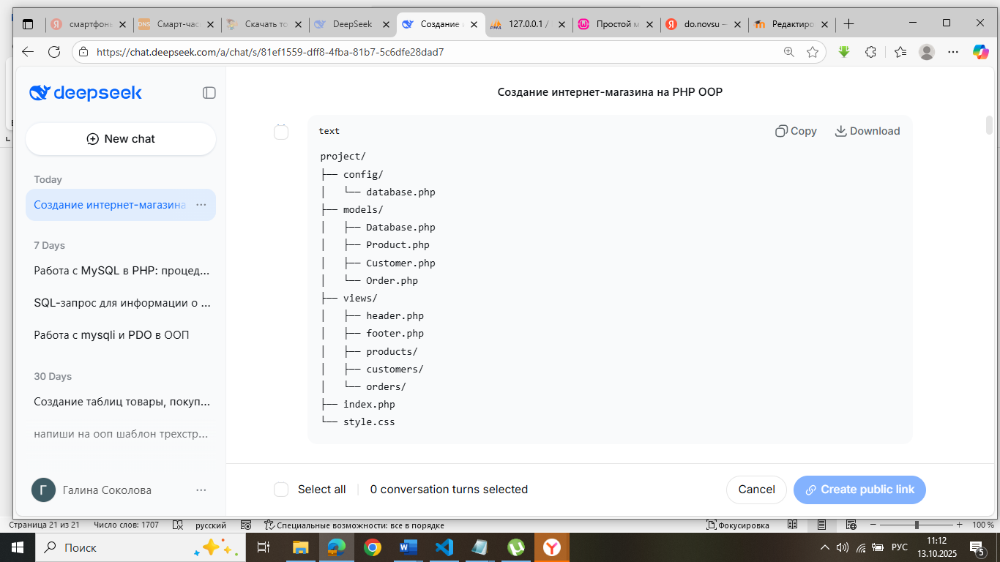 смартфоны
Смарт-час
Скачать то
DeepSeek
Создание и
127.0.0.1 /
Простой м
do.novsu —
Редактиро
https://chat.deepseek.com/a/chat/s/81ef1559-dff8-4fba-81b7-5c6dfe28dad7
deepseek
New chat
Today
Создание интернет-магазина
7 Days
Работа с MySQL в PHP: процед...
SQL-запрос для информации о ...
Работа с mysqli и PDO в ООП
30 Days
Создание таблиц товары, покуп...
напиши на ооп шаблон трехстр...
Г
Галина Соколова
Создание интернет-магазина на PHP OOP
text
Copy
Download
project/
├── config/
│   └── database.php
├── models/
│   ├── Database.php
│   ├── Product.php
│   ├── Customer.php
│   └── Order.php
├── views/
│   ├── header.php
│   ├── footer.php
│   ├── products/
│   ├── customers/
│   └── orders/
├── index.php
└── style.css
Select all
0 conversation turns selected
Cancel
Create public link
Страница 21 из 21
Число слов: 1707
русский
Специальные возможности: все в порядке
Фокусировка
100 %
Поиск
РУС
11:12
13.10.2025
5